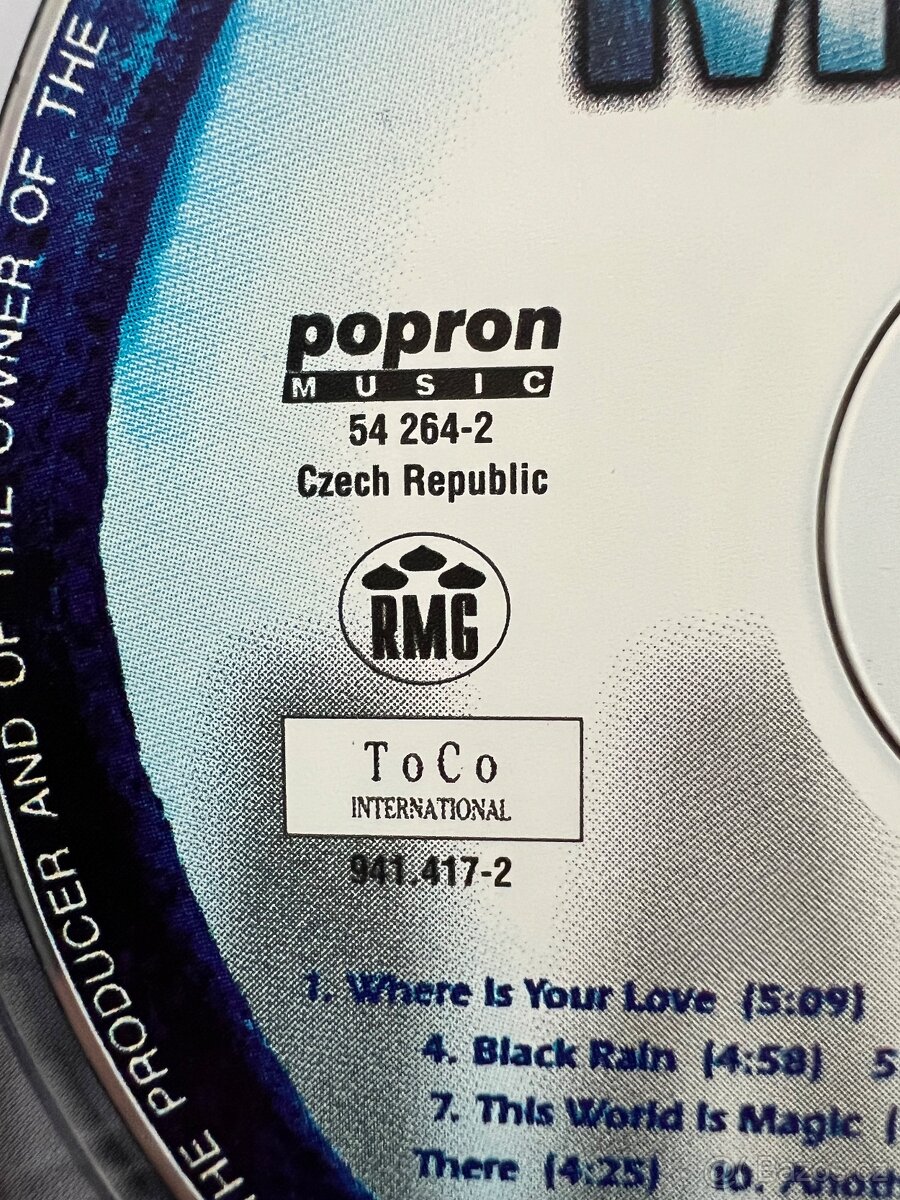 M
THE PRODUCER AND OF THE OWNER OF THE
popron
MUSIC
54 264-2
Czech Republic
RMG
ToCo
INTERNATIONAL
941.417-2
1. Where Is Your Love (5:09)
4. Black Rain (4:58) 5
7. This World Is Magic (
There (4:25) 10.